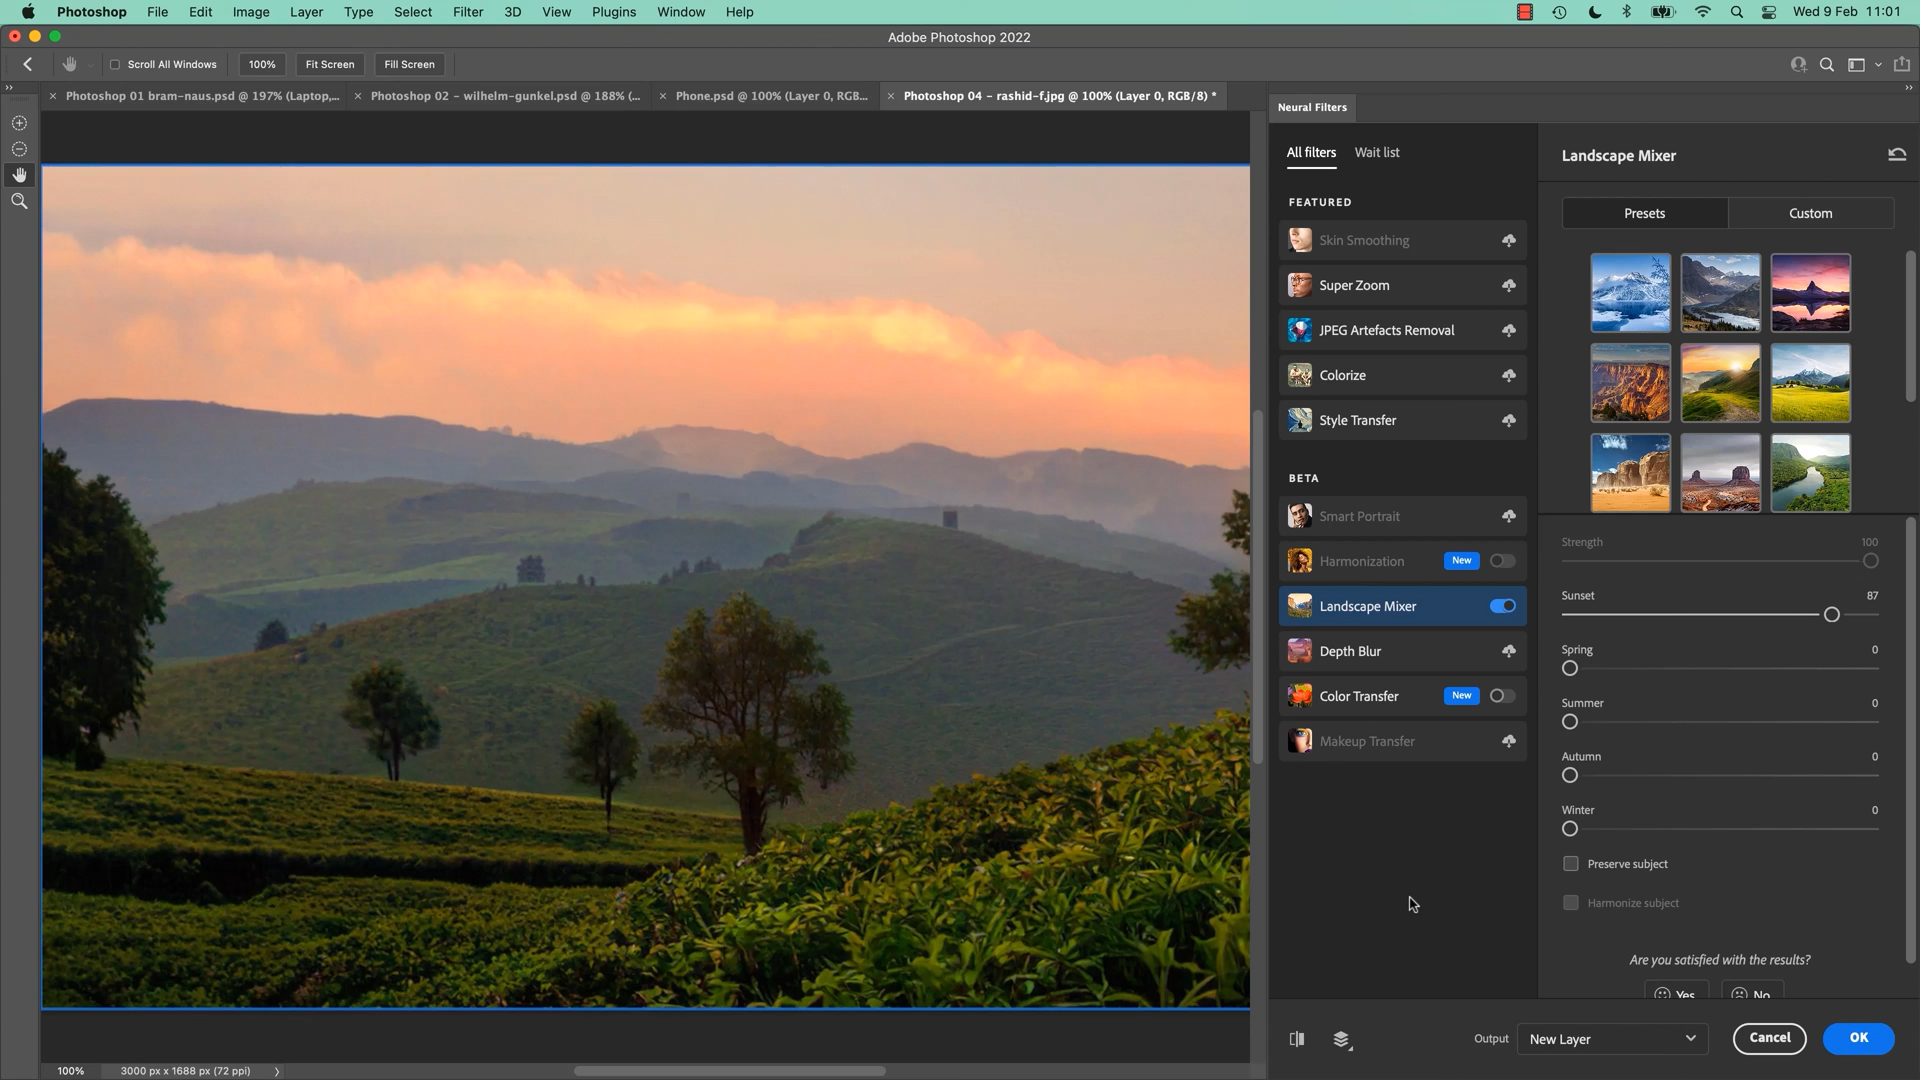 Photoshop File Edit Image Layer Type Select Filter 3D View Plugins Window Help Wed 9 Feb 11:01
Adobe Photoshop 2022
Scroll All Windows 100% Fit Screen Fill Screen
Photoshop 01 bram-naus.psd @ 197% (Laptop,... Photoshop 02 - wilhelm-gunkel.psd @ 188% (... Phone.psd @ 100% (Layer 0, RGB... Photoshop 04 - rashid-f.jpg @ 100% (Layer 0, RGB/8) *
Neural Filters
All filters Wait list
FEATURED
Skin Smoothing
Super Zoom
JPEG Artefacts Removal
Colorize
Style Transfer
BETA
Smart Portrait
Harmonization New
Landscape Mixer
Depth Blur
Color Transfer New
Makeup Transfer
Landscape Mixer
Presets Custom
Strength 100
Sunset 87
Spring 0
Summer 0
Autumn 0
Winter 0
Preserve subject
Harmonize subject
Are you satisfied with the results?
Yes No
Output New Layer Cancel OK
100% 3000 px x 1688 px (72 ppi)